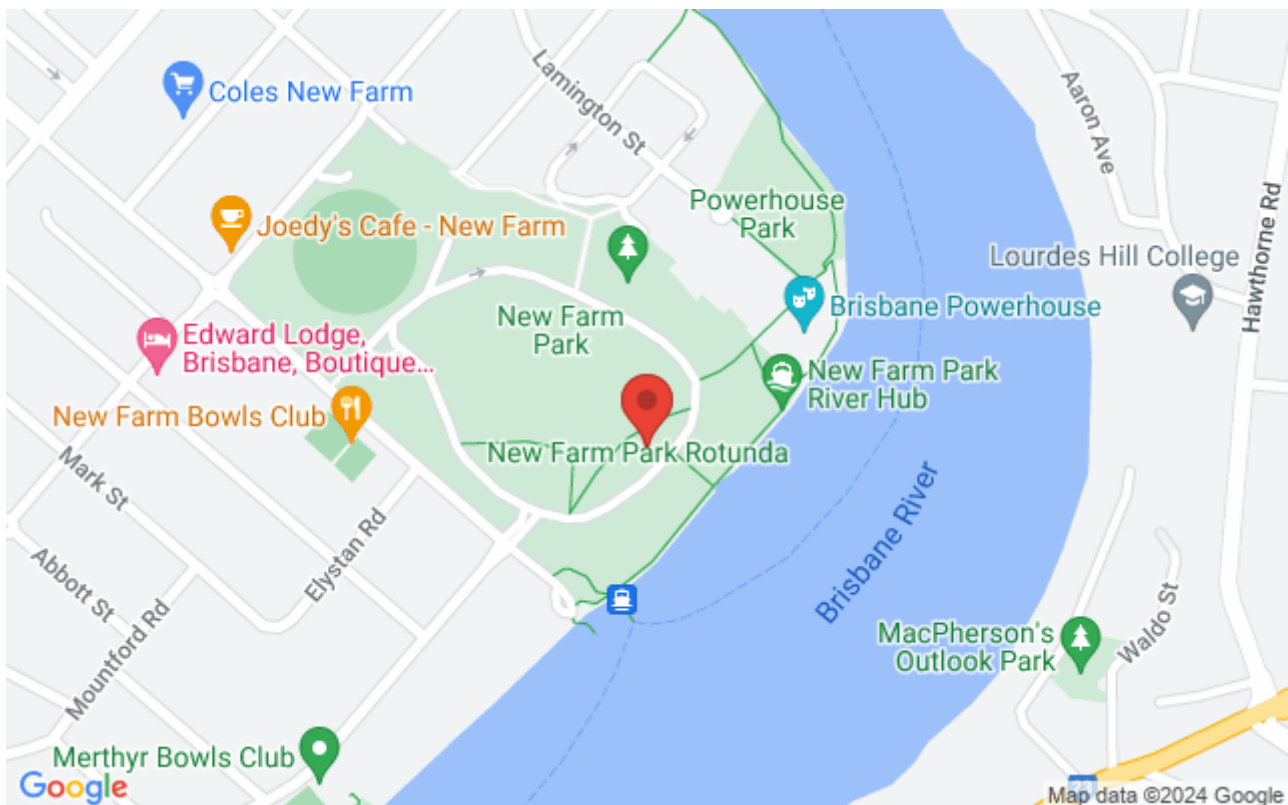 Coles New Farm
Lamington St
Aaron Ave
Hawthorne Rd
Joedy's Cafe - New Farm
Powerhouse
Park
Lourdes Hill College
Brisbane Powerhouse
New Farm
Park
Edward Lodge,
Brisbane, Boutique...
New Farm Park
River Hub
New Farm Bowls Club
New Farm Park Rotunda
Mark St
Elystan Rd
Abbott St
Mountford Rd
Brisbane River
Waldo St
MacPherson's
Outlook Park
Merthyr Bowls Club
Google
Map data ©2024 Google